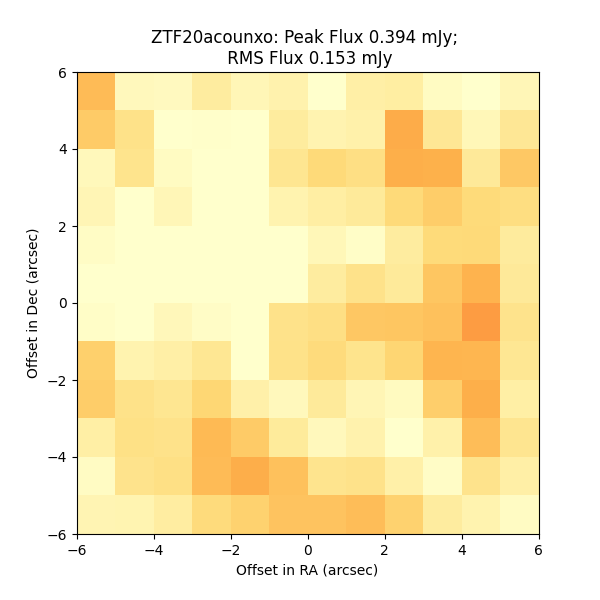 ZTF20acounxo: Peak Flux 0.394 mJy;
RMS Flux 0.153 mJy
6
4
2
0
−2
−4
−6
Offset in Dec (arcsec)
−6 −4 −2 0 2 4 6
Offset in RA (arcsec)